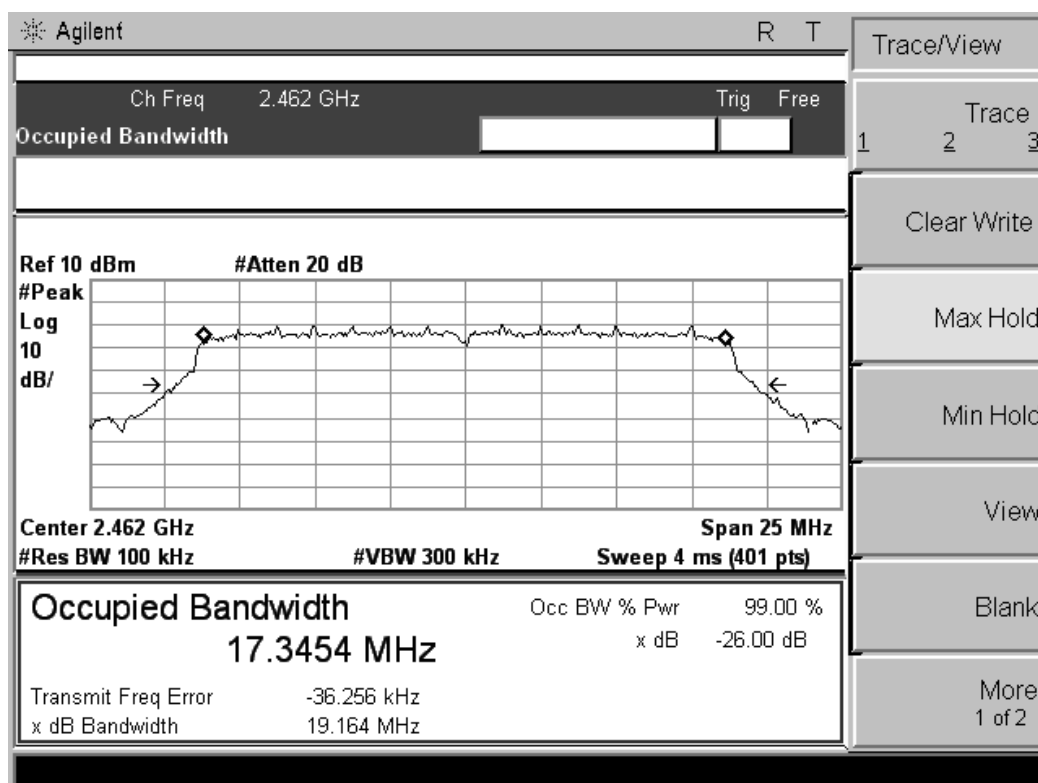 Agilent R T
Trace/View
Ch Freq 2.462 GHz Trig Free
Occupied Bandwidth
Trace
1 2 3
Clear Write
Max Hold
Min Hold
View
Blank
More
1 of 2
Ref 10 dBm #Atten 20 dB
#Peak
Log
10
dB/
Center 2.462 GHz Span 25 MHz
#Res BW 100 kHz #VBW 300 kHz Sweep 4 ms (401 pts)
Occupied Bandwidth Occ BW % Pwr 99.00 %
17.3454 MHz x dB -26.00 dB
Transmit Freq Error -36.256 kHz
x dB Bandwidth 19.164 MHz